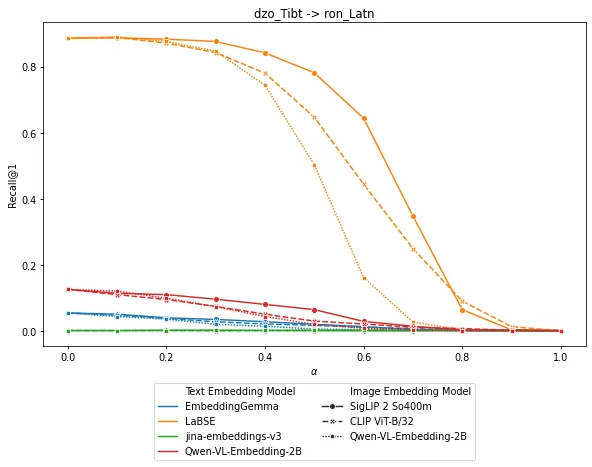 dzo_Tibt -> ron_Latn
Recall@1
0.8
0.6
0.4
0.2
0.0
0.0 0.2 0.4 0.6 0.8 1.0
α
Text Embedding Model Image Embedding Model
EmbeddingGemma SigLIP 2 So400m
LaBSE CLIP ViT-B/32
jina-embeddings-v3 Qwen-VL-Embedding-2B
Qwen-VL-Embedding-2B